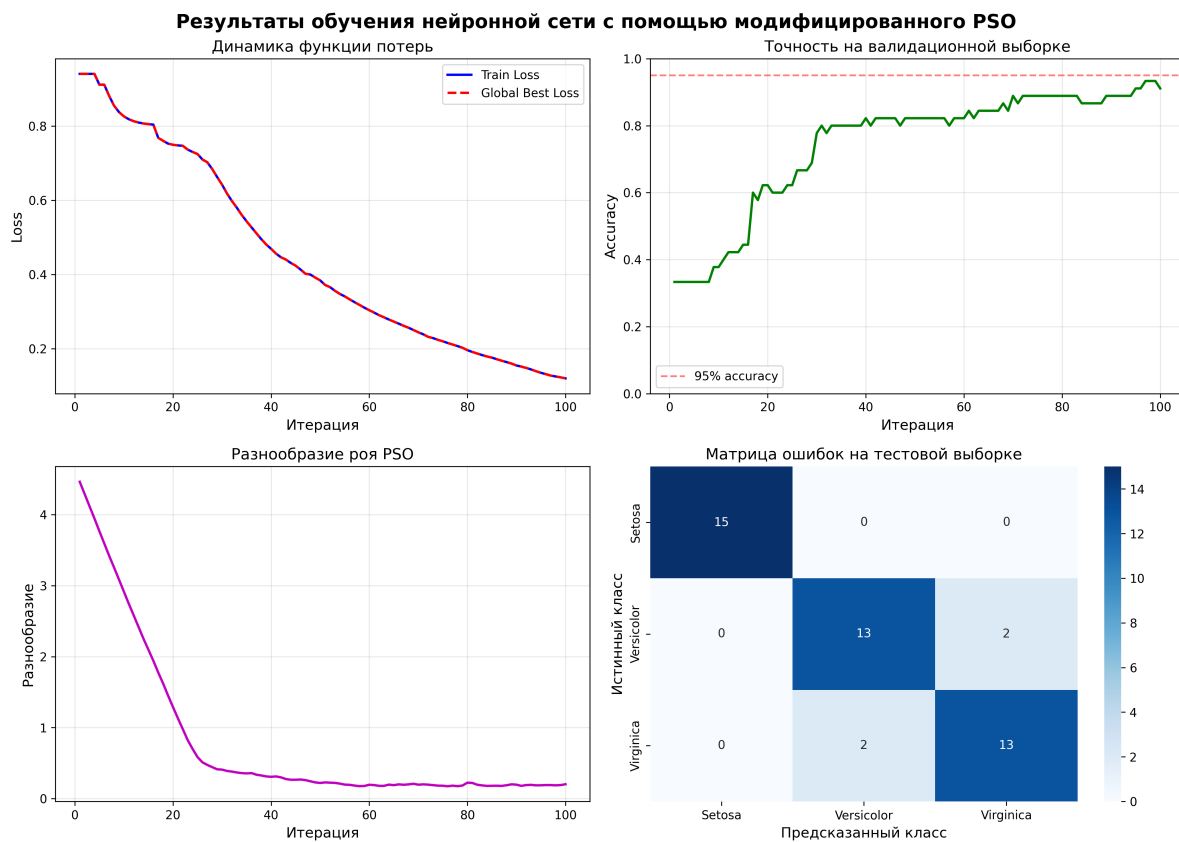 Результаты обучения нейронной сети с помощью модифицированного PSO
Динамика функции потерь
Train Loss
Global Best Loss
Loss
0.8
0.6
0.4
0.2
0 20 40 60 80 100
Итерация
Точность на валидационной выборке
Accuracy
1.0
0.8
0.6
0.4
0.2
0.0
95% accuracy
0 20 40 60 80 100
Итерация
Разнообразие роя PSO
Разнообразие
4
3
2
1
0
0 20 40 60 80 100
Итерация
Матрица ошибок на тестовой выборке
Истинный класс
Setosa
15 0 0
Versicolor
0 13 2
Virginica
0 2 13
Setosa Versicolor Virginica
Предсказанный класс
14
12
10
8
6
4
2
0